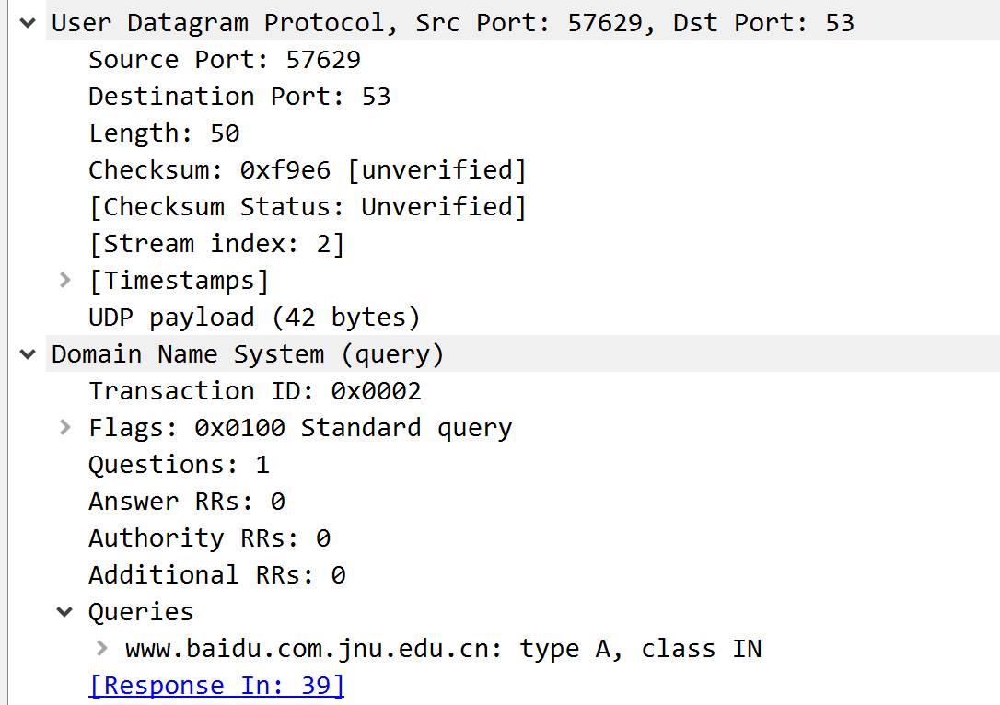 User Datagram Protocol, Src Port: 57629, Dst Port: 53
Source Port: 57629
Destination Port: 53
Length: 50
Checksum: 0xf9e6 [unverified]
[Checksum Status: Unverified]
[Stream index: 2]
[Timestamps]
UDP payload (42 bytes)
Domain Name System (query)
Transaction ID: 0x0002
Flags: 0x0100 Standard query
Questions: 1
Answer RRs: 0
Authority RRs: 0
Additional RRs: 0
Queries
www.baidu.com.jnu.edu.cn: type A, class IN
[Response In: 39]